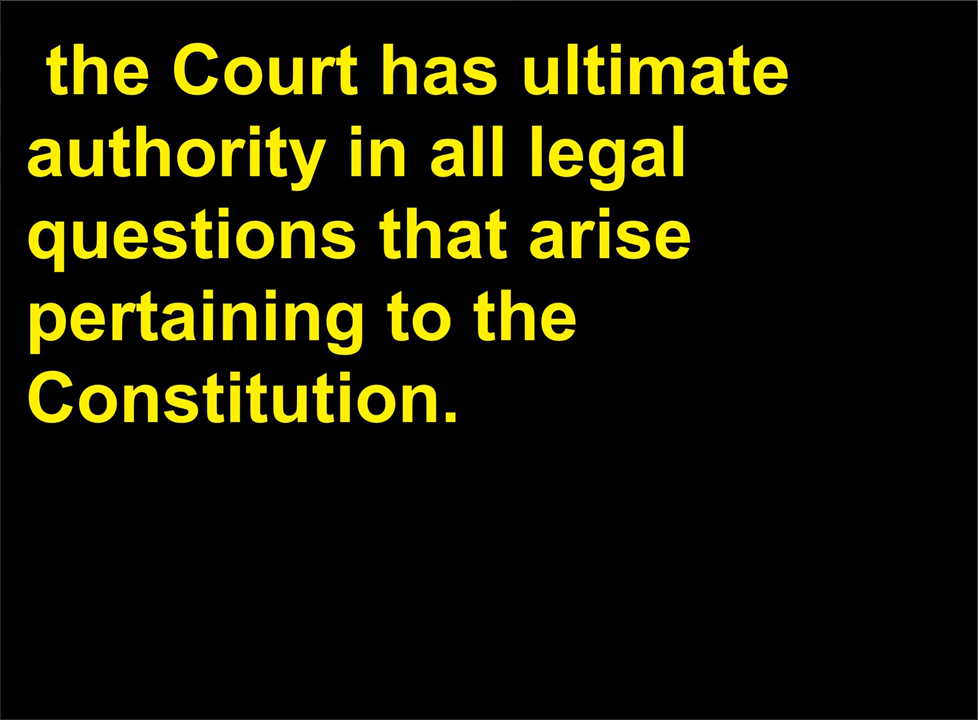 the Court has ultimate
authority in all legal
questions that arise
pertaining to the
Constitution.